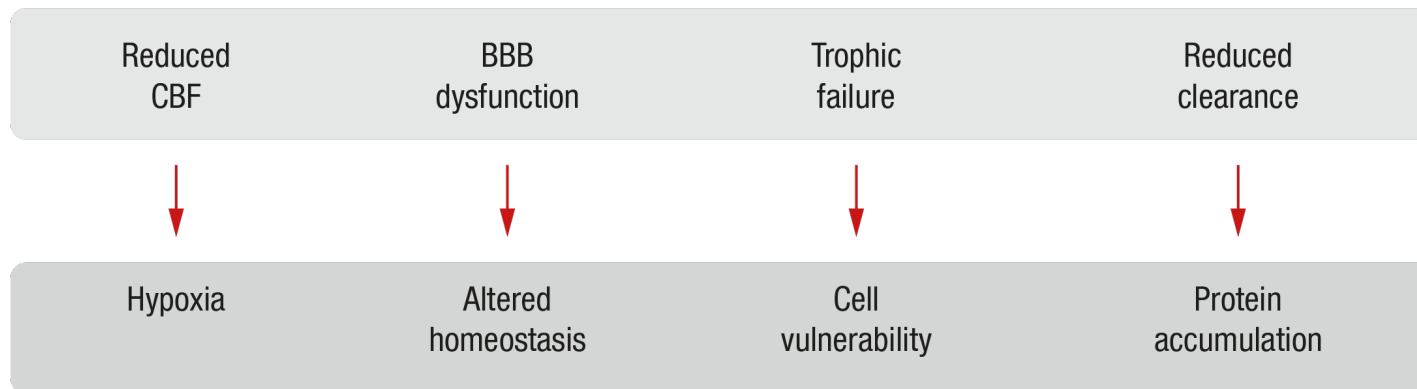 Reduced
CBF
BBB
dysfunction
Trophic
failure
Reduced
clearance
Hypoxia
Altered
homeostasis
Cell
vulnerability
Protein
accumulation